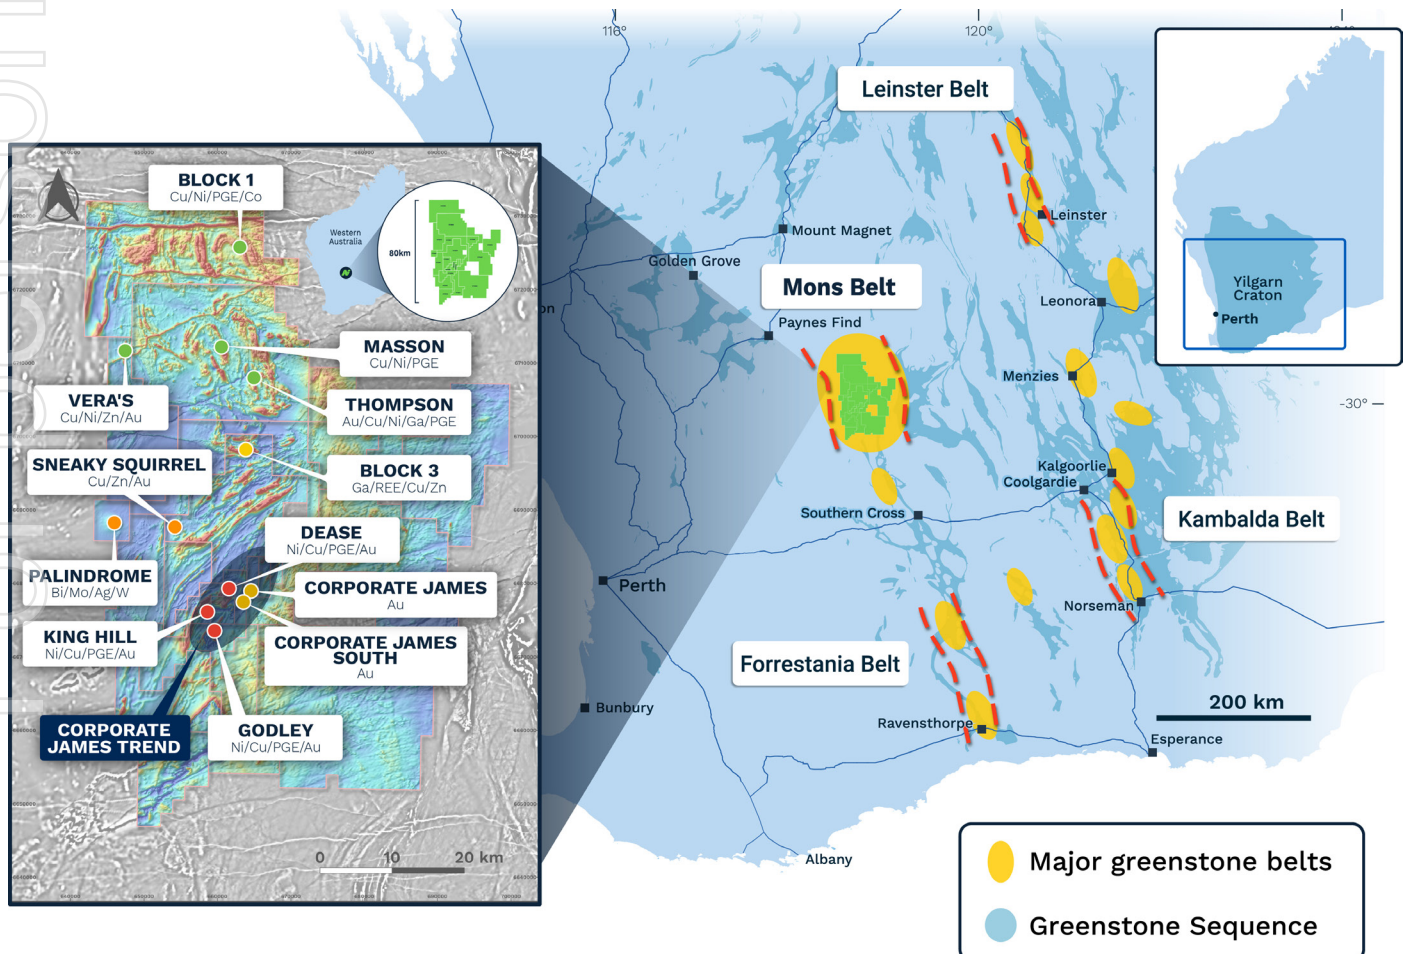 116°
120°
Leinster Belt
Leinster
Mount Magnet
Golden Grove
Mons Belt
Leonora
Paynes Find
Menzies
-30°
Kalgoorlie
Coolgardie
Southern Cross
Kambalda Belt
Perth
Norseman
Forrestania Belt
Bunbury
Ravensthorpe
200 km
Esperance
Albany
Yilgarn
Craton
Perth
Major greenstone belts
Greenstone Sequence
BLOCK 1
Cu/Ni/PGE/Co
Western
Australia
80km
MASSON
Cu/Ni/PGE
VERA'S
Cu/Ni/Zn/Au
THOMPSON
Au/Cu/Ni/Ga/PGE
SNEAKY SQUIRREL
Cu/Zn/Au
BLOCK 3
Ga/REE/Cu/Zn
DEASE
Ni/Cu/PGE/Au
PALINDROME
Bi/Mo/Ag/W
CORPORATE JAMES
Au
KING HILL
Ni/Cu/PGE/Au
CORPORATE JAMES
SOUTH
Au
CORPORATE
JAMES TREND
GODLEY
Ni/Cu/PGE/Au
0 10 20 km